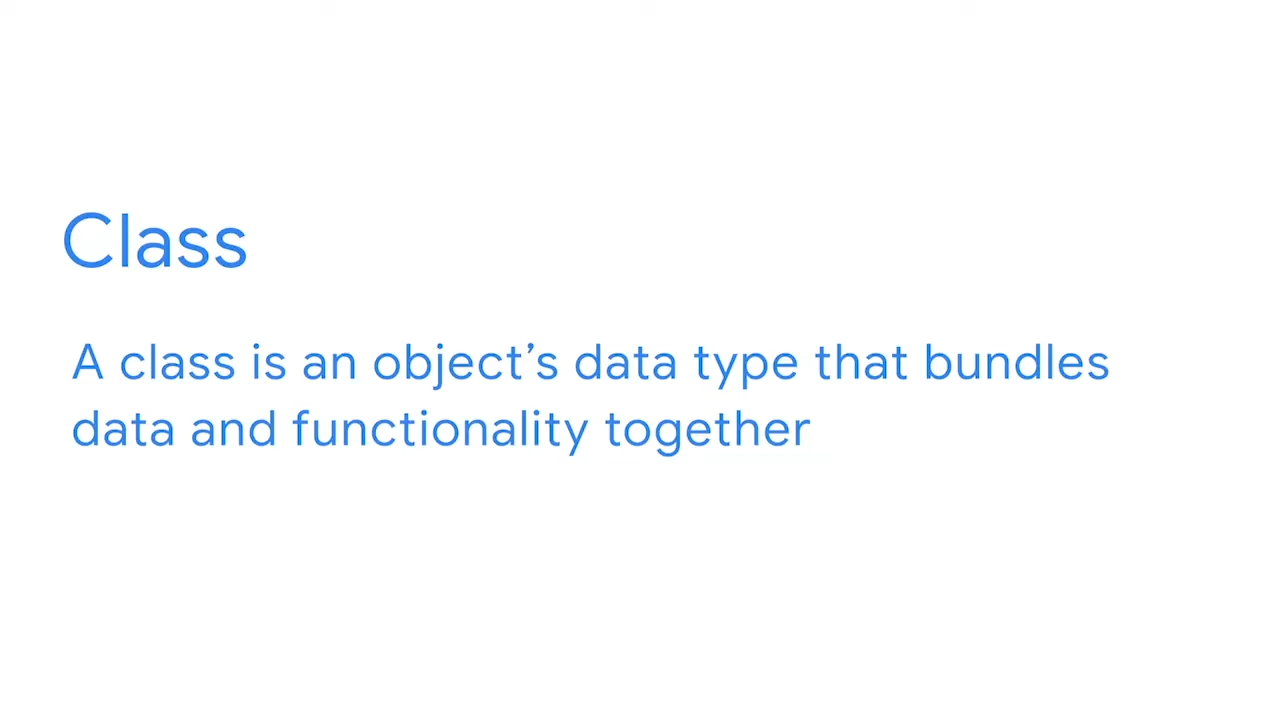 Class
A class is an object’s data type that bundles
data and functionality together